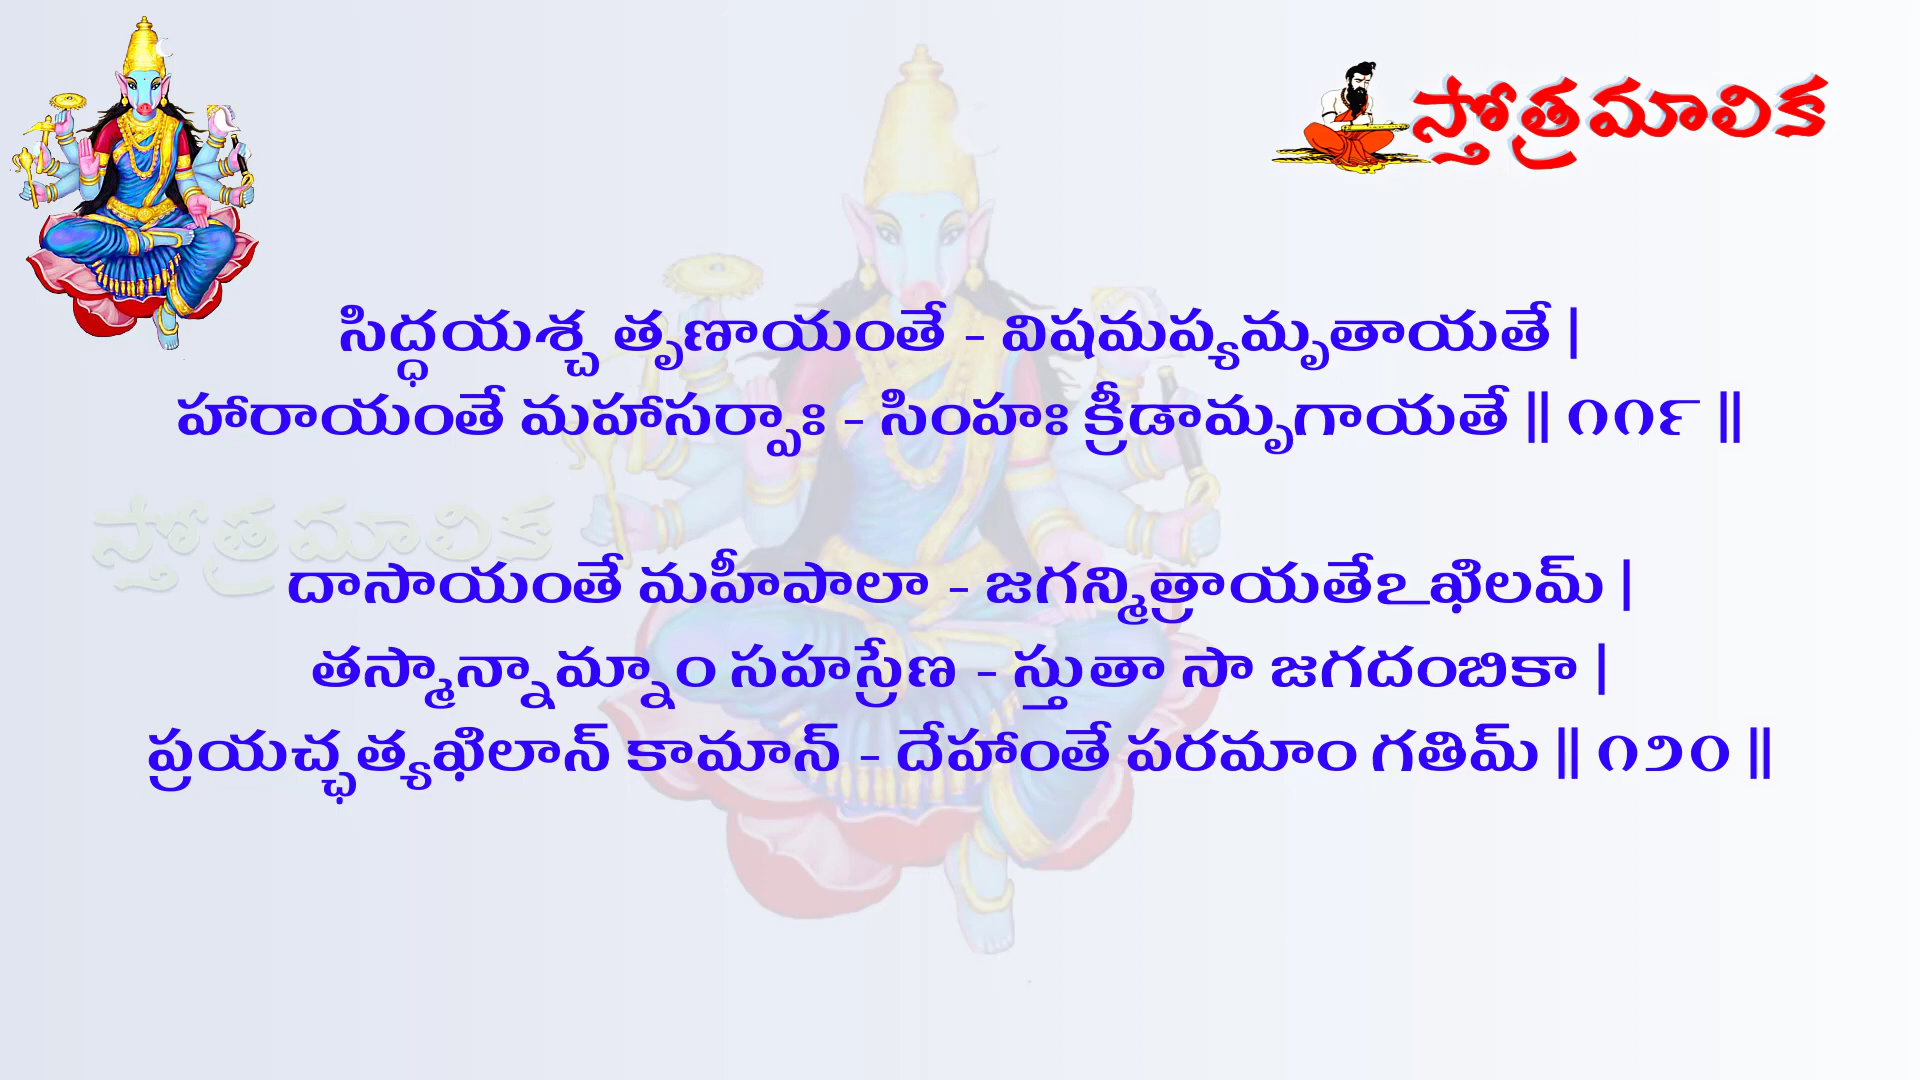 స్తోత్రమాలిక
సిద్ధయశ్చ తృణాయంతే - విషమప్యమృతాయతే |
హారాయంతే మహాసర్పాః - సింహః క్రీడామృగాయతే || ౧౧౯ ||
స్తోత్రమాలిక
దాసాయంతే మహీపాలా - జగన్మిత్రాయతేఽఖిలమ్ |
తస్మాన్నామ్నాం సహస్రేణ - స్తుతా సా జగదంబికా |
ప్రయచ్ఛత్యఖిలాన్ కామాన్ - దేహాంతే పరమాం గతిమ్ || ౧౨౦ ||